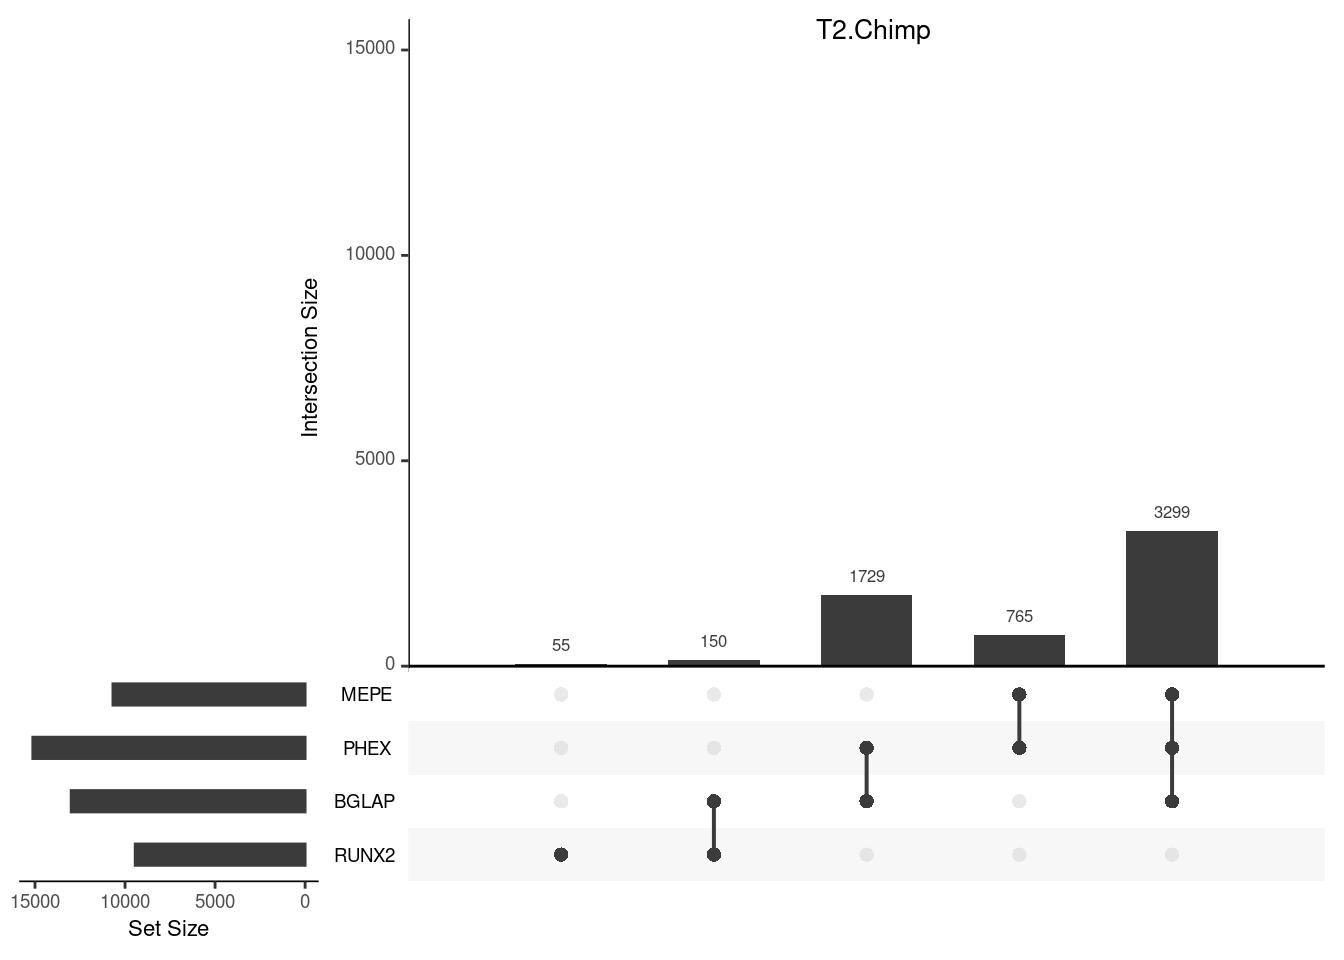 T2.Chimp
15000
10000
5000
0
Intersection Size
55
150
1729
765
3299
MEPE
PHEX
BGLAP
RUNX2
15000 10000 5000 0
Set Size